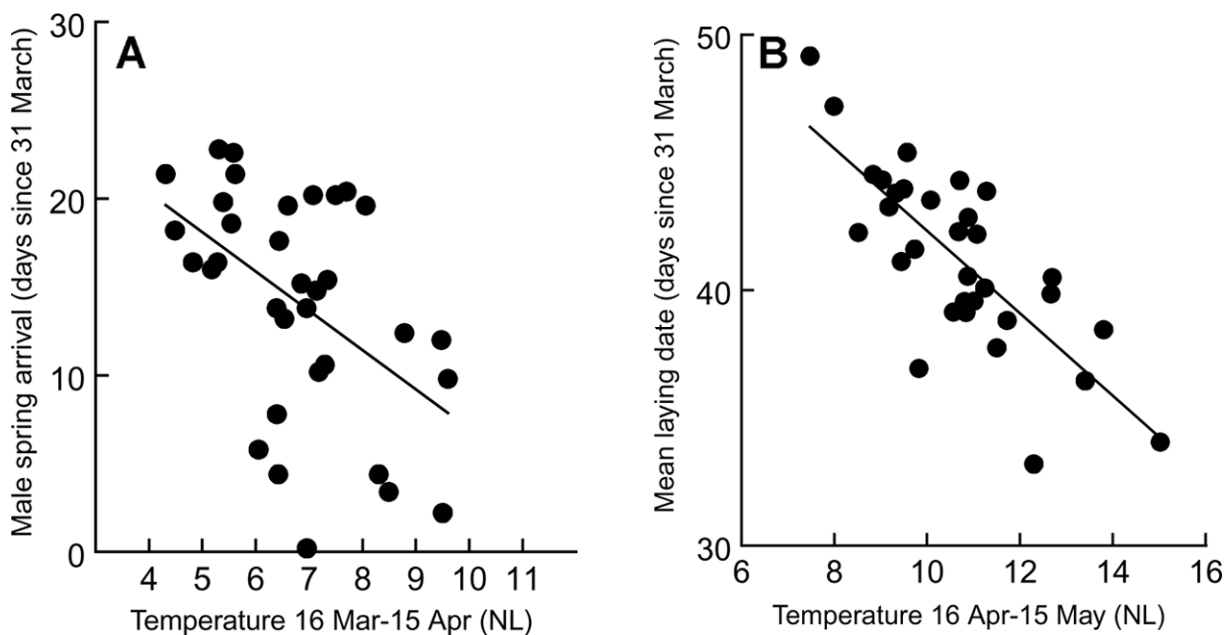 A
30
20
10
0
Male spring arrival (days since 31 March)
4 5 6 7 8 9 10 11
Temperature 16 Mar-15 Apr (NL)
B
50
40
30
Mean laying date (days since 31 March)
6 8 10 12 14 16
Temperature 16 Apr-15 May (NL)